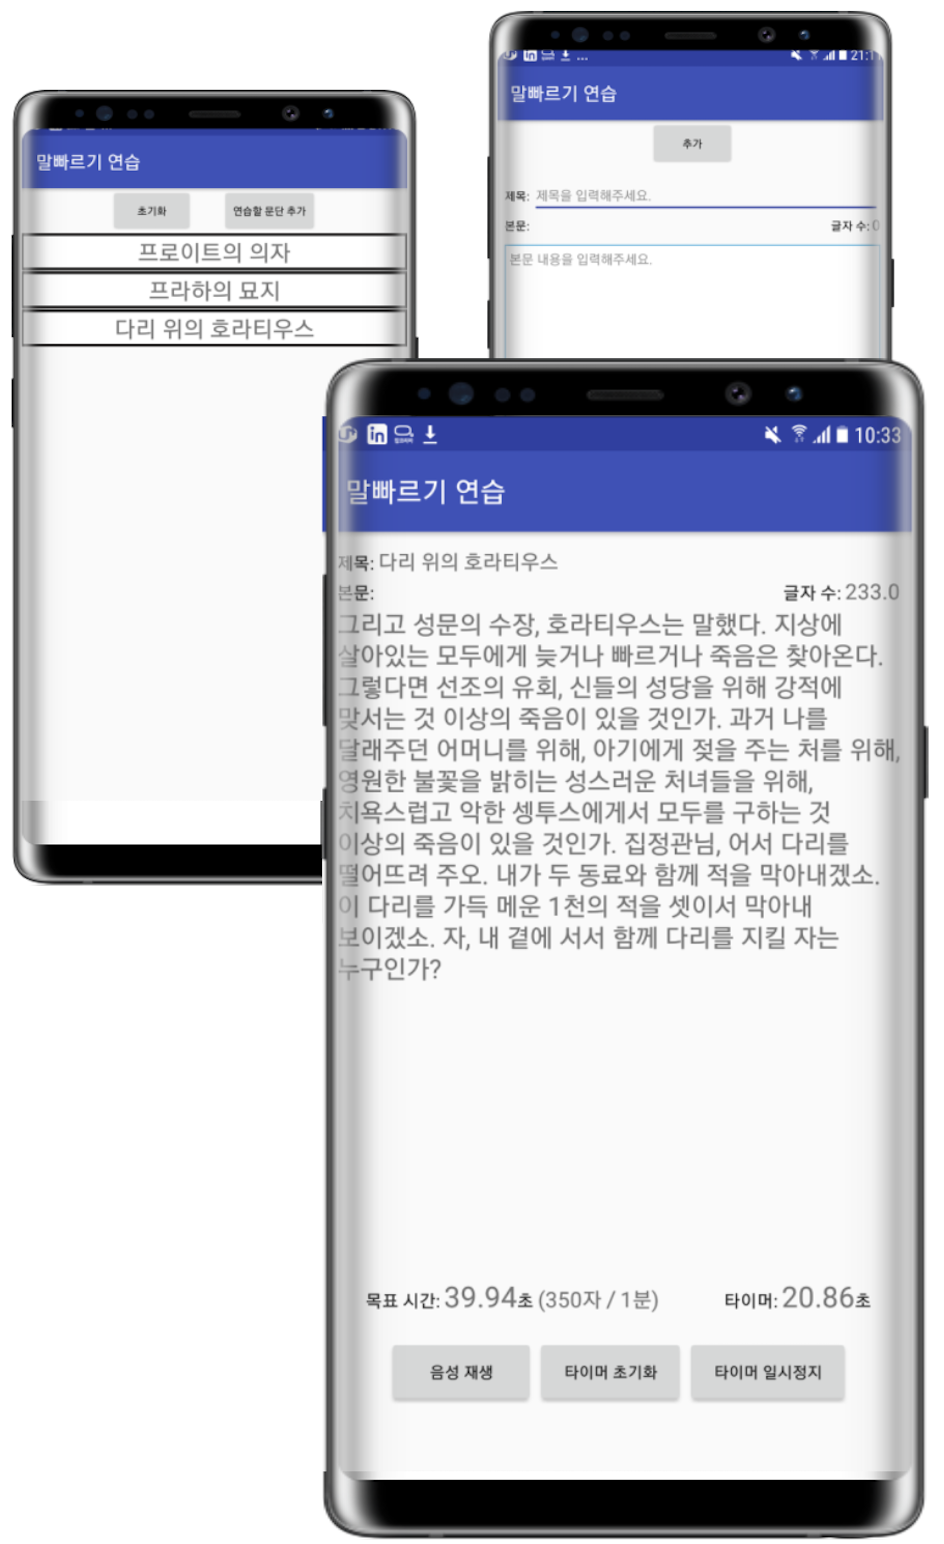 말빠르기 연습
초기화
연습할 문단 추가
프로이트의 의자
프라하의 묘지
다리 위의 호라티우스
21:1
말빠르기 연습
추가
제목: 제목을 입력해주세요.
본문: 글자 수: 0
본문 내용을 입력해주세요.
in 10:33
말빠르기 연습
제목: 다리 위의 호라티우스
본문: 글자 수: 233.0
그리고 성문의 수장, 호라티우스는 말했다. 지상에
살아있는 모두에게 늦거나 빠르거나 죽음은 찾아온다.
그렇다면 선조의 유회, 신들의 성당을 위해 강적에
맞서는 것 이상의 죽음이 있을 것인가. 과거 나를
달래주던 어머니를 위해, 아기에게 젖을 주는 처를 위해,
영원한 불꽃을 밝히는 성스러운 처녀들을 위해,
치욕스럽고 악한 셍투스에게서 모두를 구하는 것
이상의 죽음이 있을 것인가. 집정관님, 어서 다리를
떨어뜨려 주오. 내가 두 동료와 함께 적을 막아내겠소.
이 다리를 가득 메운 1천의 적을 셋이서 막아내
보이겠소. 자, 내 곁에 서서 함께 다리를 지킬 자는
누구인가?
목표 시간: 39.94초 (350자 / 1분) 타이머: 20.86초
음성 재생
타이머 초기화
타이머 일시정지